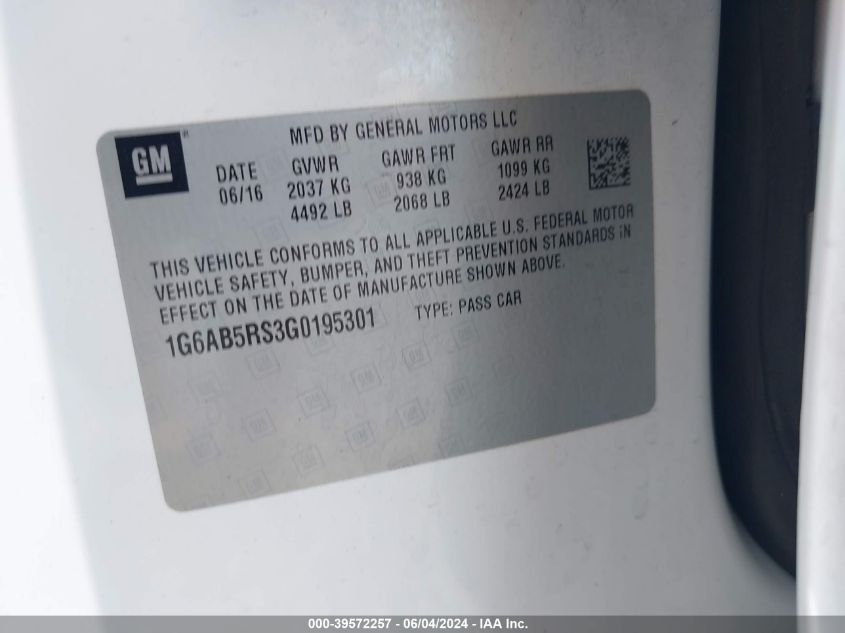 GM
MFD BY GENERAL MOTORS LLC
DATE GVWR GAWR FRT GAWR RR
06/16 2037 KG 938 KG 1099 KG
4492 LB 2068 LB 2424 LB
THIS VEHICLE CONFORMS TO ALL APPLICABLE U.S. FEDERAL MOTOR
VEHICLE SAFETY, BUMPER, AND THEFT PREVENTION STANDARDS IN
EFFECT ON THE DATE OF MANUFACTURE SHOWN ABOVE.
1G6AB5RS3G0195301 TYPE: PASS CAR
000-39572257 - 06/04/2024 - IAA Inc.